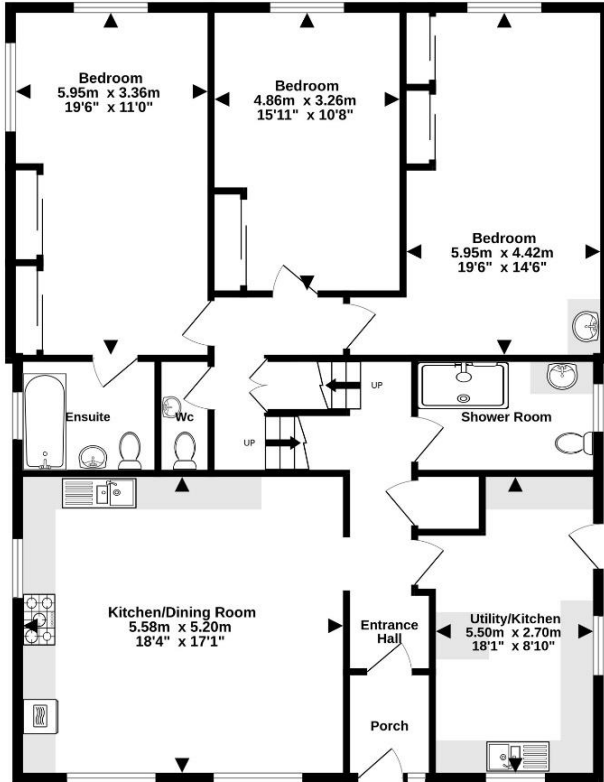 Bedroom
5.95m x 3.36m
19'6" x 11'0"
Bedroom
4.86m x 3.26m
15'11" x 10'8"
Bedroom
5.95m x 4.42m
19'6" x 14'6"
Ensuite
Wc
UP
UP
Shower Room
Kitchen/Dining Room
5.58m x 5.20m
18'4" x 17'1"
Entrance
Hall
Utility/Kitchen
5.50m x 2.70m
18'1" x 8'10"
Porch